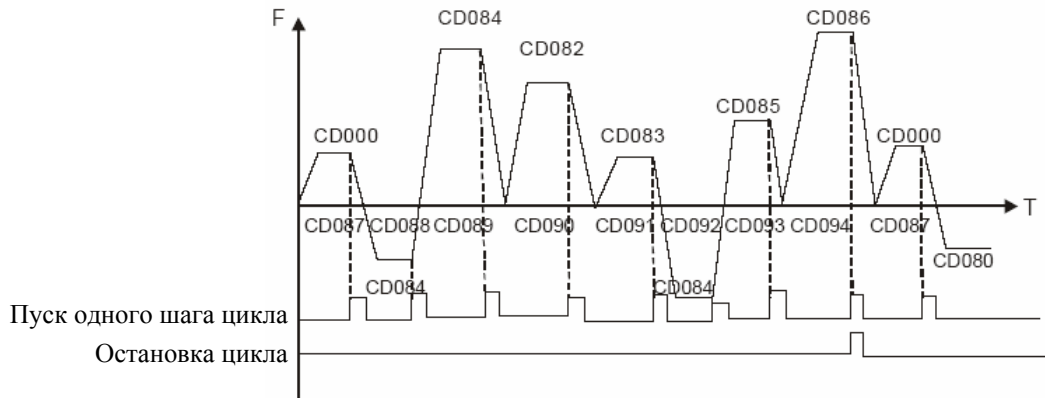 F
CD084
CD086
CD082
CD085
CD000
CD083
CD000
T
CD087 CD088 CD089 CD090 CD091 CD092 CD093 CD094 CD087
CD080
CD084
CD084
Пуск одного шага цикла
Остановка цикла